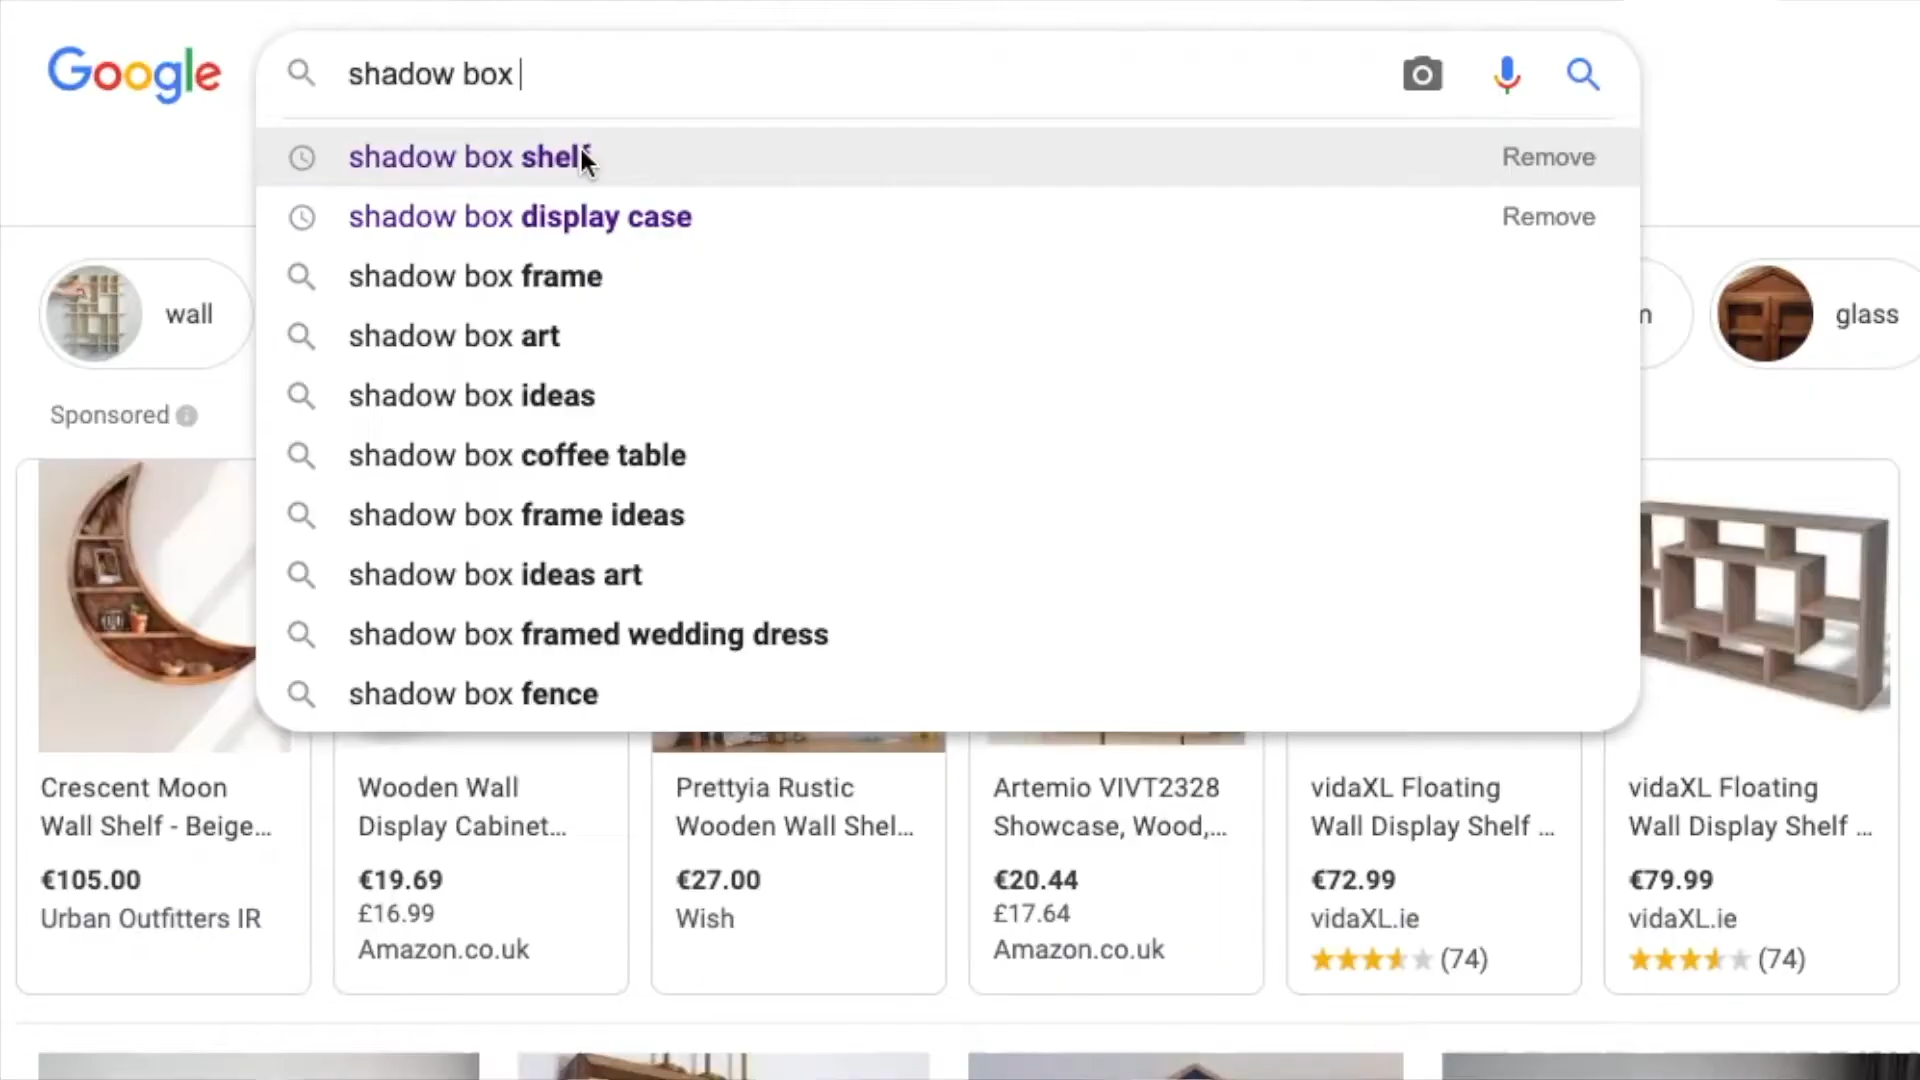 Google
shadow box
shadow box shelf
Remove
shadow box display case
Remove
shadow box frame
shadow box art
shadow box ideas
shadow box coffee table
shadow box frame ideas
shadow box ideas art
shadow box framed wedding dress
shadow box fence
wall
n
glass
Sponsored
Crescent Moon
Wall Shelf - Beige...
€105.00
Urban Outfitters IR
Wooden Wall
Display Cabinet...
€19.69
£16.99
Amazon.co.uk
Prettyia Rustic
Wooden Wall Shel...
€27.00
Wish
Artemio VIVT2328
Showcase, Wood,...
€20.44
£17.64
Amazon.co.uk
vidaXL Floating
Wall Display Shelf ...
€72.99
vidaXL.ie
(74)
vidaXL Floating
Wall Display Shelf ...
€79.99
vidaXL.ie
(74)